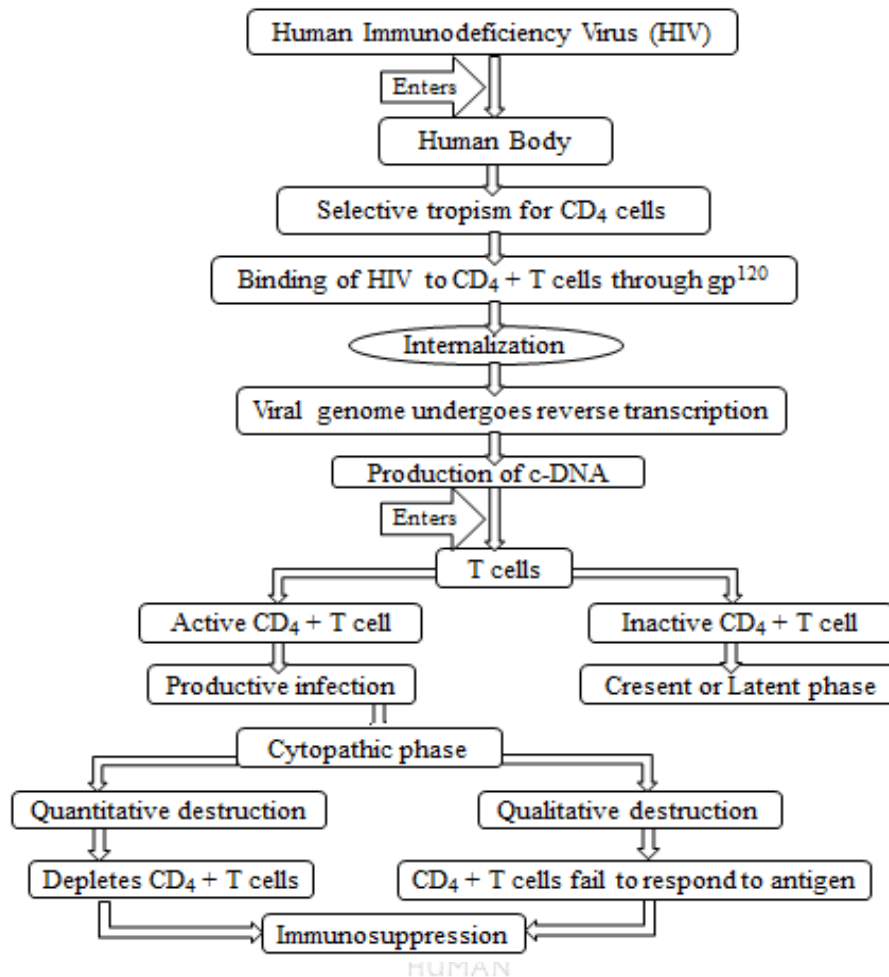 Human Immunodeficiency Virus (HIV)
Enters
Human Body
Selective tropism for CD₄ cells
Binding of HIV to CD₄ + T cells through gp¹²⁰
Internalization
Viral genome undergoes reverse transcription
Production of c-DNA
Enters
T cells
Active CD₄ + T cell
Inactive CD₄ + T cell
Productive infection
Cresent or Latent phase
Cytopathic phase
Quantitative destruction
Qualitative destruction
Depletes CD₄ + T cells
CD₄ + T cells fail to respond to antigen
Immunosuppression
HUMAN